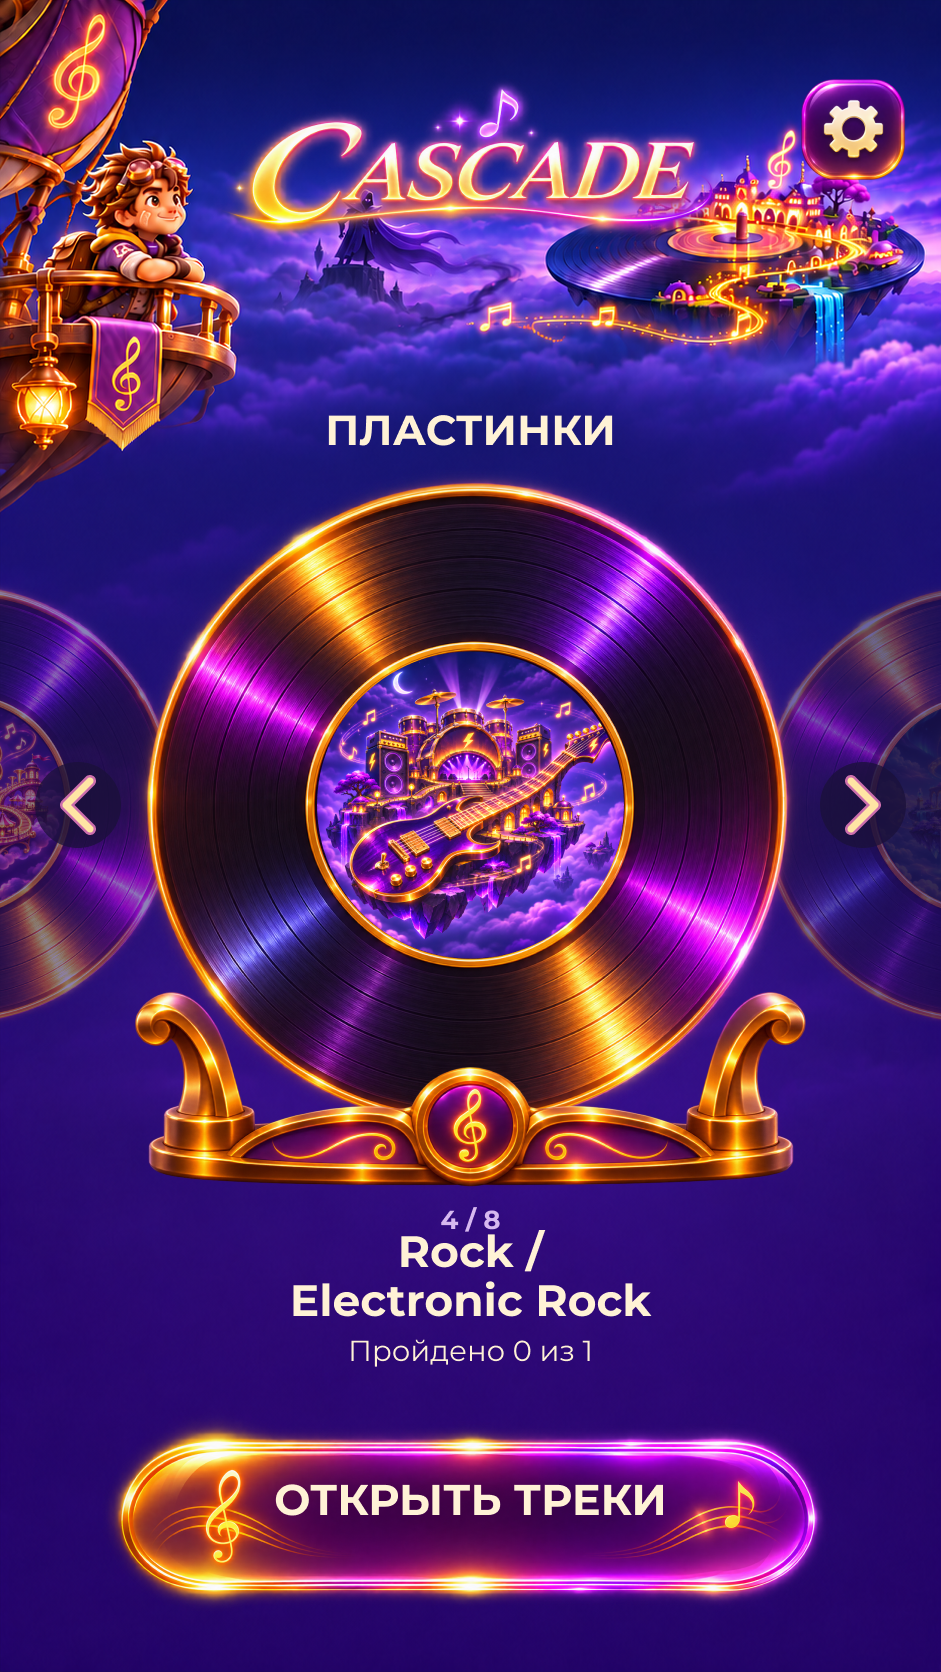 CASCADE
ПЛАСТИНКИ
4 / 8
Rock /
Electronic Rock
Пройдено 0 из 1
ОТКРЫТЬ ТРЕКИ